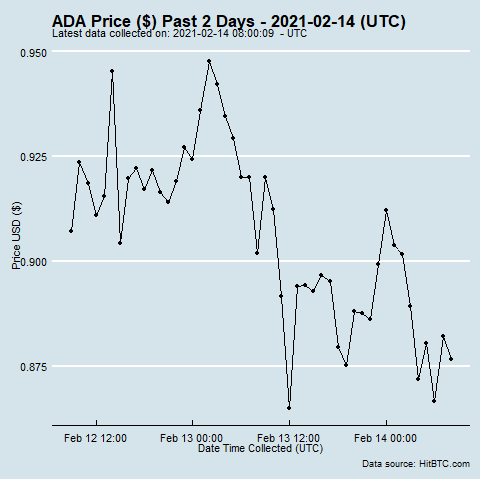 ADA Price ($) Past 2 Days - 2021-02-14 (UTC)
Latest data collected on: 2021-02-14 08:00:09 - UTC
0.950
0.925
0.900
0.875
Price USD ($)
Feb 12 12:00 Feb 13 00:00 Feb 13 12:00 Feb 14 00:00
Date Time Collected (UTC)
Data source: HitBTC.com